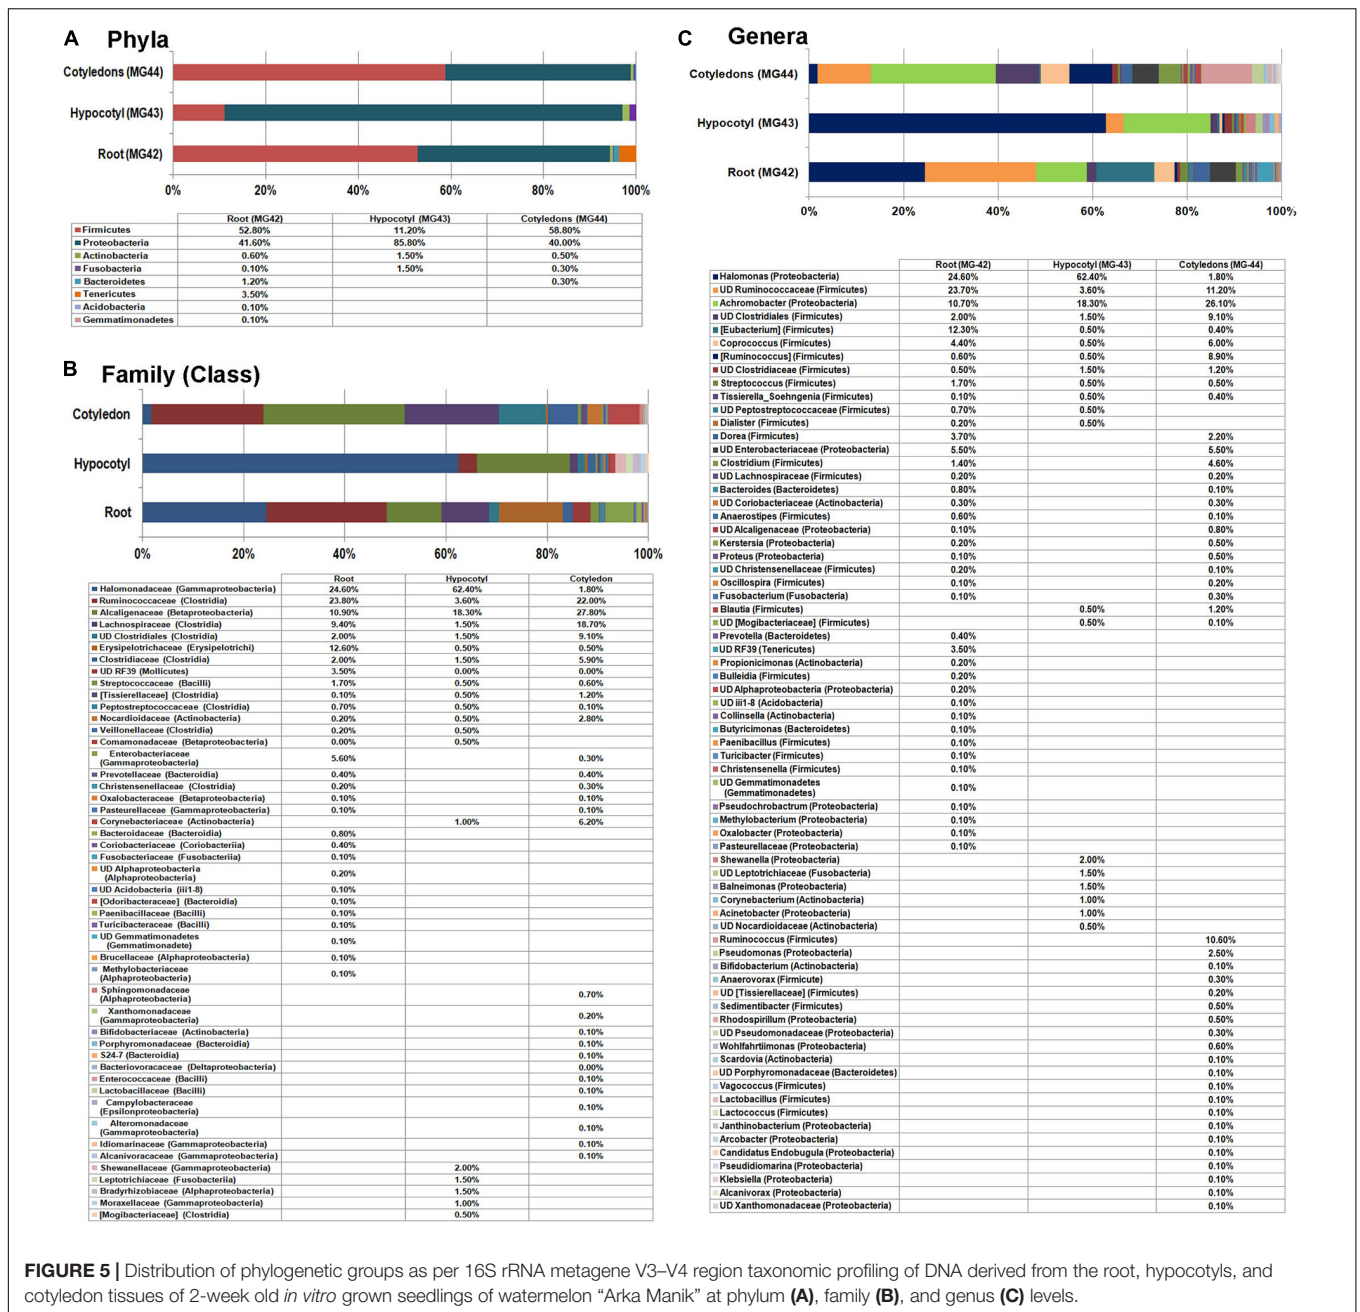 A Phyla
Cotyledons (MG44)
Hypocotyl (MG43)
Root (MG42)
0% 20% 40% 60% 80% 100%
Root (MG42) Hypocotyl (MG43) Cotyledons (MG44)
Firmicutes 52.80% 11.20% 58.80%
Proteobacteria 41.60% 85.80% 40.00%
Actinobacteria 0.60% 1.50% 0.50%
Fusobacteria 0.10% 1.50% 0.30%
Bacteroidetes 1.20% 0.30%
Tenericutes 3.50%
Acidobacteria 0.10%
Gemmatimonadetes 0.10%
B Family (Class)
Cotyledon
Hypocotyl
Root
0% 20% 40% 60% 80% 100%
Root Hypocotyl Cotyledon
Halomonadaceae (Gammaproteobacteria) 24.60% 62.40% 1.80%
Ruminococcaceae (Clostridia) 23.80% 3.60% 22.00%
Alcaligenaceae (Betaproteobacteria) 10.90% 18.30% 27.80%
Lachnospiraceae (Clostridia) 9.40% 1.50% 18.70%
UD Clostridiales (Clostridia) 2.00% 1.50% 9.10%
Erysipelotrichaceae (Erysipelotrichi) 12.60% 0.50% 0.50%
Clostridiaceae (Clostridia) 2.00% 1.50% 5.90%
UD RF39 (Mollicutes) 3.50% 0.00% 0.00%
Streptococcaceae (Bacilli) 1.70% 0.50% 0.60%
[Tissierellaceae] (Clostridia) 0.10% 0.50% 1.20%
Peptostreptococcaceae (Clostridia) 0.70% 0.50% 0.10%
Nocardioidaceae (Actinobacteria) 0.20% 0.50% 2.80%
Veillonellaceae (Clostridia) 0.20% 0.50%
Comamonadaceae (Betaproteobacteria) 0.00% 0.50%
Enterobacteriaceae
(Gammaproteobacteria) 5.60% 0.30%
Prevotellaceae (Bacteroidia) 0.40% 0.40%
Christensenellaceae (Clostridia) 0.20% 0.30%
Oxalobacteraceae (Betaproteobacteria) 0.10% 0.10%
Pasteurellaceae (Gammaproteobacteria) 0.10% 0.10%
Corynebacteriaceae (Actinobacteria) 1.00% 6.20%
Bacteroidaceae (Bacteroidia) 0.80%
Coriobacteriaceae (Coriobacteriia) 0.40%
Fusobacteriaceae (Fusobacteriia) 0.10%
UD Alphaproteobacteria
(Alphaproteobacteria) 0.20%
UD Acidobacteria (iii1-8) 0.10%
[Odoribacteraceae] (Bacteroidia) 0.10%
Paenibacillaceae (Bacilli) 0.10%
Turicibacteraceae (Bacilli) 0.10%
UD Gemmatimonadetes
(Gemmatimonadete) 0.10%
Brucellaceae (Alphaproteobacteria) 0.10%
Methylobacteriaceae
(Alphaproteobacteria) 0.10%
Sphingomonadaceae
(Alphaproteobacteria) 0.70%
Xanthomonadaceae
(Gammaproteobacteria) 0.20%
Bifidobacteriaceae (Actinobacteria) 0.10%
Porphyromonadaceae (Bacteroidia) 0.10%
S24-7 (Bacteroidia) 0.10%
Bacteriovoracaceae (Deltaproteobacteria) 0.00%
Enterococcaceae (Bacilli) 0.10%
Lactobacillaceae (Bacilli) 0.10%
Campylobacteraceae
(Epsilonproteobacteria) 0.10%
Alteromonadaceae
(Gammaproteobacteria) 0.10%
Idiomarinaceae (Gammaproteobacteria) 0.10%
Alcanivoraceae (Gammaproteobacteria) 0.10%
Shewanellaceae (Gammaproteobacteria) 2.00%
Leptotrichiaceae (Fusobacteriia) 1.50%
Bradyrhizobiaceae (Alphaproteobacteria) 1.50%
Moraxellaceae (Gammaproteobacteria) 1.00%
[Mogibacteriaceae] (Clostridia) 0.50%
C Genera
Cotyledons (MG44)
Hypocotyl (MG43)
Root (MG42)
0% 20% 40% 60% 80% 100%
Root (MG-42) Hypocotyl (MG-43) Cotyledons (MG-44)
Halomonas (Proteobacteria) 24.60% 62.40% 1.80%
UD Ruminococcaceae (Firmicutes) 23.70% 3.60% 11.20%
Achromobacter (Proteobacteria) 10.70% 18.30% 26.10%
UD Clostridiales (Firmicutes) 2.00% 1.50% 9.10%
[Eubacterium] (Firmicutes) 12.30% 0.50% 0.40%
Coprococcus (Firmicutes) 4.40% 0.50% 6.00%
[Ruminococcus] (Firmicutes) 0.60% 0.50% 8.90%
UD Clostridiaceae (Firmicutes) 0.50% 1.50% 1.20%
Streptococcus (Firmicutes) 1.70% 0.50% 0.50%
Tissierella_Soehngenia (Firmicutes) 0.10% 0.50% 0.40%
UD Peptostreptococcaceae (Firmicutes) 0.70% 0.50%
Dialister (Firmicutes) 0.20% 0.50%
Dorea (Firmicutes) 3.70% 2.20%
UD Enterobacteriaceae (Proteobacteria) 5.50% 5.50%
Clostridium (Firmicutes) 1.40% 4.60%
UD Lachnospiraceae (Firmicutes) 0.20% 0.20%
Bacteroides (Bacteroidetes) 0.80% 0.10%
UD Coriobacteriaceae (Actinobacteria) 0.30% 0.30%
Anaerostipes (Firmicutes) 0.60% 0.10%
UD Alcaligenaceae (Proteobacteria) 0.10% 0.80%
Kerstersia (Proteobacteria) 0.20% 0.50%
Proteus (Proteobacteria) 0.10% 0.50%
UD Christensenellaceae (Firmicutes) 0.20% 0.10%
Oscillospira (Firmicutes) 0.10% 0.20%
Fusobacterium (Fusobacteria) 0.10% 0.30%
Blautia (Firmicutes) 0.50% 1.20%
UD [Mogibacteriaceae] (Firmicutes) 0.50% 0.10%
Prevotella (Bacteroidetes) 0.40%
UD RF39 (Tenericutes) 3.50%
Propionicimonas (Actinobacteria) 0.20%
Bulleidia (Firmicutes) 0.20%
UD Alphaproteobacteria (Proteobacteria) 0.20%
UD iii1-8 (Acidobacteria) 0.10%
Collinsella (Actinobacteria) 0.10%
Butyricimonas (Bacteroidetes) 0.10%
Paenibacillus (Firmicutes) 0.10%
Turicibacter (Firmicutes) 0.10%
Christensenella (Firmicutes) 0.10%
UD Gemmatimonadetes
(Gemmatimonadetes) 0.10%
Pseudochrobactrum (Proteobacteria) 0.10%
Methylobacterium (Proteobacteria) 0.10%
Oxalobacter (Proteobacteria) 0.10%
Pasteurellaceae (Proteobacteria) 0.10%
Shewanella (Proteobacteria) 2.00%
UD Leptotrichiaceae (Fusobacteria) 1.50%
Balneimonas (Proteobacteria) 1.50%
Corynebacterium (Actinobacteria) 1.00%
Acinetobacter (Proteobacteria) 1.00%
UD Nocardioidaceae (Actinobacteria) 0.50%
Ruminococcus (Firmicutes) 10.60%
Pseudomonas (Proteobacteria) 2.50%
Bifidobacterium (Actinobacteria) 0.10%
Anaerovorax (Firmicute) 0.30%
UD [Tissierellaceae] (Firmicutes) 0.20%
Sedimentibacter (Firmicutes) 0.50%
Rhodospirillum (Proteobacteria) 0.50%
UD Pseudomonadaceae (Proteobacteria) 0.30%
Wohlfahrtiimonas (Proteobacteria) 0.60%
Scardovia (Actinobacteria) 0.10%
UD Porphyromonadaceae (Bacteroidetes) 0.10%
Vagococcus (Firmicutes) 0.10%
Lactobacillus (Firmicutes) 0.10%
Lactococcus (Firmicutes) 0.10%
Janthinobacterium (Proteobacteria) 0.10%
Arcobacter (Proteobacteria) 0.10%
Candidatus Endobugula (Proteobacteria) 0.10%
Pseudidiomarina (Proteobacteria) 0.10%
Klebsiella (Proteobacteria) 0.10%
Alcanivorax (Proteobacteria) 0.10%
UD Xanthomonadaceae (Proteobacteria) 0.10%
FIGURE 5 | Distribution of phylogenetic groups as per 16S rRNA metagene V3–V4 region taxonomic profiling of DNA derived from the root, hypocotyls, and
cotyledon tissues of 2-week old in vitro grown seedlings of watermelon “Arka Manik” at phylum (A), family (B), and genus (C) levels.